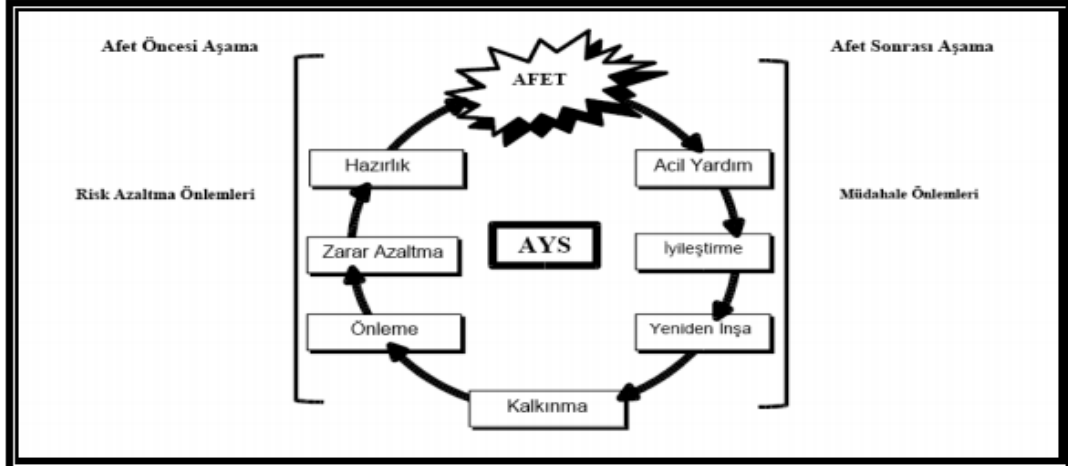 Afet Öncesi Aşama
Afet Sonrası Aşama
AFET
Hazırlık
Acil Yardım
Risk Azaltma Önlemleri
Müdahale Önlemleri
Zarar Azaltma
AYS
İyileştirme
Önleme
Yeniden İnşa
Kalkınma